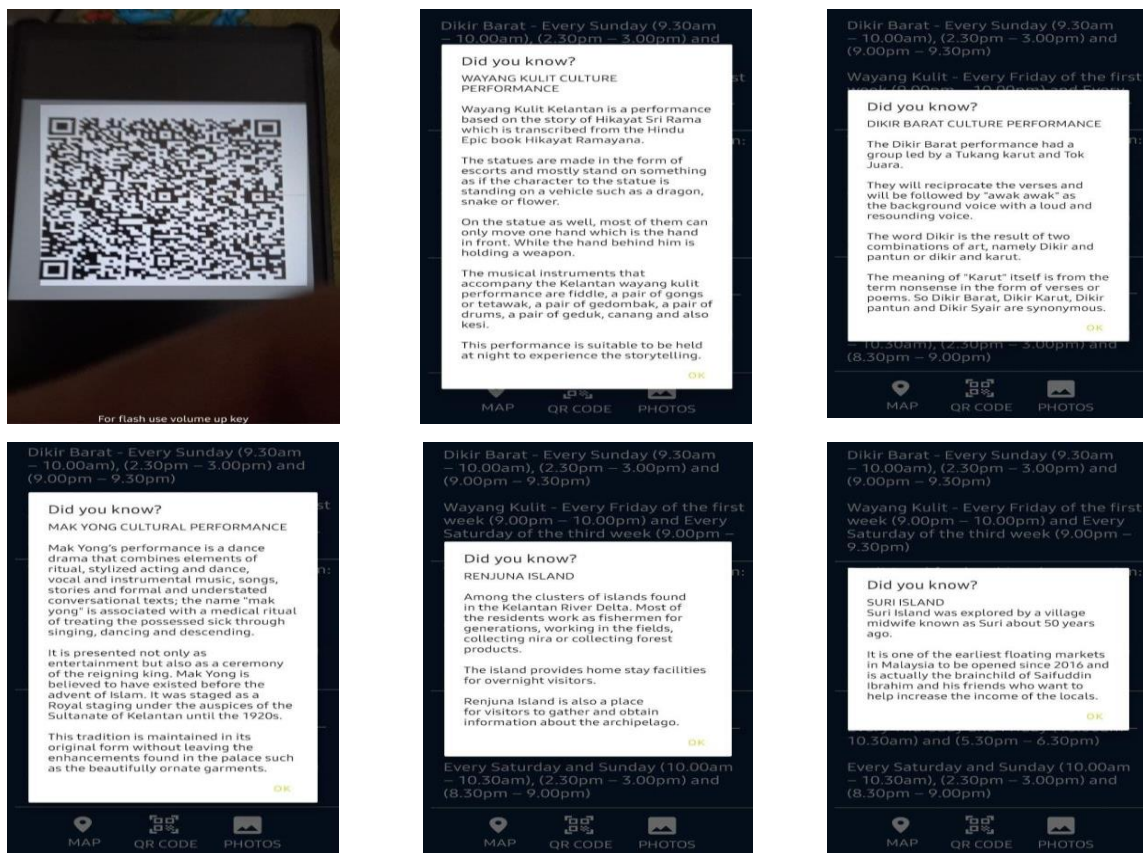 For flash use volume up key
Dikir Barat - Every Sunday (9.30am
– 10.00am), (2.30pm – 3.00pm) and
Did you know?
WAYANG KULIT CULTURE
PERFORMANCE
Wayang Kulit Kelantan is a performance
based on the story of Hikayat Sri Rama
which is transcribed from the Hindu
Epic book Hikayat Ramayana.
The statues are made in the form of
escorts and mostly stand on something
as if the character to the statue is
standing on a vehicle such as a dragon,
snake or flower.
On the statue as well, most of them can
only move one hand which is the hand
in front. While the hand behind him is
holding a weapon.
The musical instruments that
accompany the Kelantan wayang kulit
performance are fiddle, a pair of gongs
or tetawak, a pair of gedombak, a pair of
drums, a pair of geduk, canang and also
kesi.
This performance is suitable to be held
at night to experience the storytelling.
OK
MAP QR CODE PHOTOS
Dikir Barat - Every Sunday (9.30am
– 10.00am), (2.30pm – 3.00pm) and
(9.00pm – 9.30pm)
Wayang Kulit - Every Friday of the first
week (9.00pm – 10.00pm) and Every
Did you know?
DIKIR BARAT CULTURE PERFORMANCE
The Dikir Barat performance had a
group led by a Tukang karut and Tok
Juara.
They will reciprocate the verses and
will be followed by "awak awak" as
the background voice with a loud and
resounding voice.
The word Dikir is the result of two
combinations of art, namely Dikir and
pantun or dikir and karut.
The meaning of "Karut" itself is from the
term nonsense in the form of verses or
poems. So Dikir Barat, Dikir Karut, Dikir
pantun and Dikir Syair are synonymous.
OK
– 10.30am), (2.30pm – 3.00pm) and
(8.30pm – 9.00pm)
MAP QR CODE PHOTOS
Dikir Barat - Every Sunday (9.30am
– 10.00am), (2.30pm – 3.00pm) and
(9.00pm – 9.30pm)
Did you know?
MAK YONG CULTURAL PERFORMANCE
Mak Yong's performance is a dance
drama that combines elements of
ritual, stylized acting and dance,
vocal and instrumental music, songs,
stories and formal and understated
conversational texts; the name "mak
yong" is associated with a medical ritual
of treating the possessed sick through
singing, dancing and descending.
It is presented not only as
entertainment but also as a ceremony
of the reigning king. Mak Yong is
believed to have existed before the
advent of Islam. It was staged as a
Royal staging under the auspices of the
Sultanate of Kelantan until the 1920s.
This tradition is maintained in its
original form without leaving the
enhancements found in the palace such
as the beautifully ornate garments.
OK
MAP QR CODE PHOTOS
Dikir Barat - Every Sunday (9.30am
– 10.00am), (2.30pm – 3.00pm) and
(9.00pm – 9.30pm)
Wayang Kulit - Every Friday of the first
week (9.00pm – 10.00pm) and Every
Saturday of the third week (9.00pm –
Did you know?
RENJUNA ISLAND
Among the clusters of islands found
in the Kelantan River Delta. Most of
the residents work as fishermen for
generations, working in the fields,
collecting nira or collecting forest
products.
The island provides home stay facilities
for overnight visitors.
Renjuna Island is also a place
for visitors to gather and obtain
information about the archipelago.
OK
Every Saturday and Sunday (10.00am
– 10.30am), (2.30pm – 3.00pm) and
(8.30pm – 9.00pm)
MAP QR CODE PHOTOS
Dikir Barat - Every Sunday (9.30am
– 10.00am), (2.30pm – 3.00pm) and
(9.00pm – 9.30pm)
Wayang Kulit - Every Friday of the first
week (9.00pm – 10.00pm) and Every
Saturday of the third week (9.00pm –
9.30pm)
Did you know?
SURI ISLAND
Suri Island was explored by a village
midwife known as Suri about 50 years
ago.
It is one of the earliest floating markets
in Malaysia to be opened since 2016 and
is actually the brainchild of Saifuddin
Ibrahim and his friends who want to
help increase the income of the locals.
OK
10.30am) and (5.30pm – 6.30pm)
Every Saturday and Sunday (10.00am
– 10.30am), (2.30pm – 3.00pm) and
(8.30pm – 9.00pm)
MAP QR CODE PHOTOS